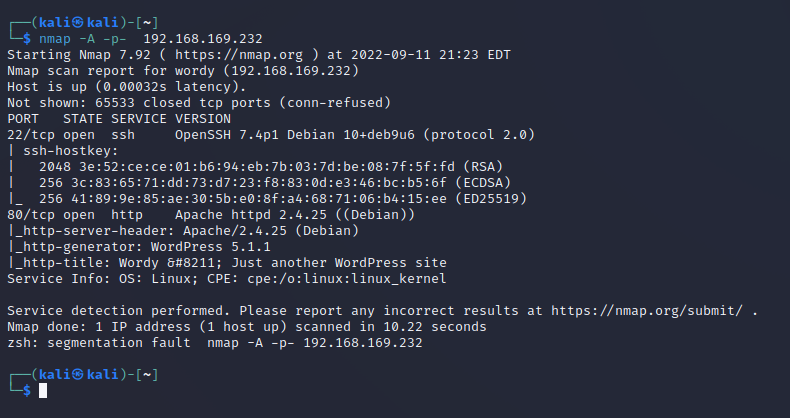 ┌──(kali㉿kali)-[~]
└─$ nmap -A -p-  192.168.169.232
Starting Nmap 7.92 ( https://nmap.org ) at 2022-09-11 21:23 EDT
Nmap scan report for wordy (192.168.169.232)
Host is up (0.00032s latency).
Not shown: 65533 closed tcp ports (conn-refused)
PORT   STATE SERVICE VERSION
22/tcp open  ssh     OpenSSH 7.4p1 Debian 10+deb9u6 (protocol 2.0)
| ssh-hostkey:
|   2048 3e:52:ce:ce:01:b6:94:eb:7b:03:7d:be:08:7f:5f:fd (RSA)
|   256 3c:83:65:71:dd:73:d7:23:f8:83:0d:e3:46:bc:b5:6f (ECDSA)
|_  256 41:89:9e:85:ae:30:5b:e0:8f:a4:68:71:06:b4:15:ee (ED25519)
80/tcp open  http    Apache httpd 2.4.25 ((Debian))
|_http-server-header: Apache/2.4.25 (Debian)
|_http-generator: WordPress 5.1.1
|_http-title: Wordy &#8211; Just another WordPress site
Service Info: OS: Linux; CPE: cpe:/o:linux:linux_kernel

Service detection performed. Please report any incorrect results at https://nmap.org/submit/ .
Nmap done: 1 IP address (1 host up) scanned in 10.22 seconds
zsh: segmentation fault  nmap -A -p- 192.168.169.232

┌──(kali㉿kali)-[~]
└─$